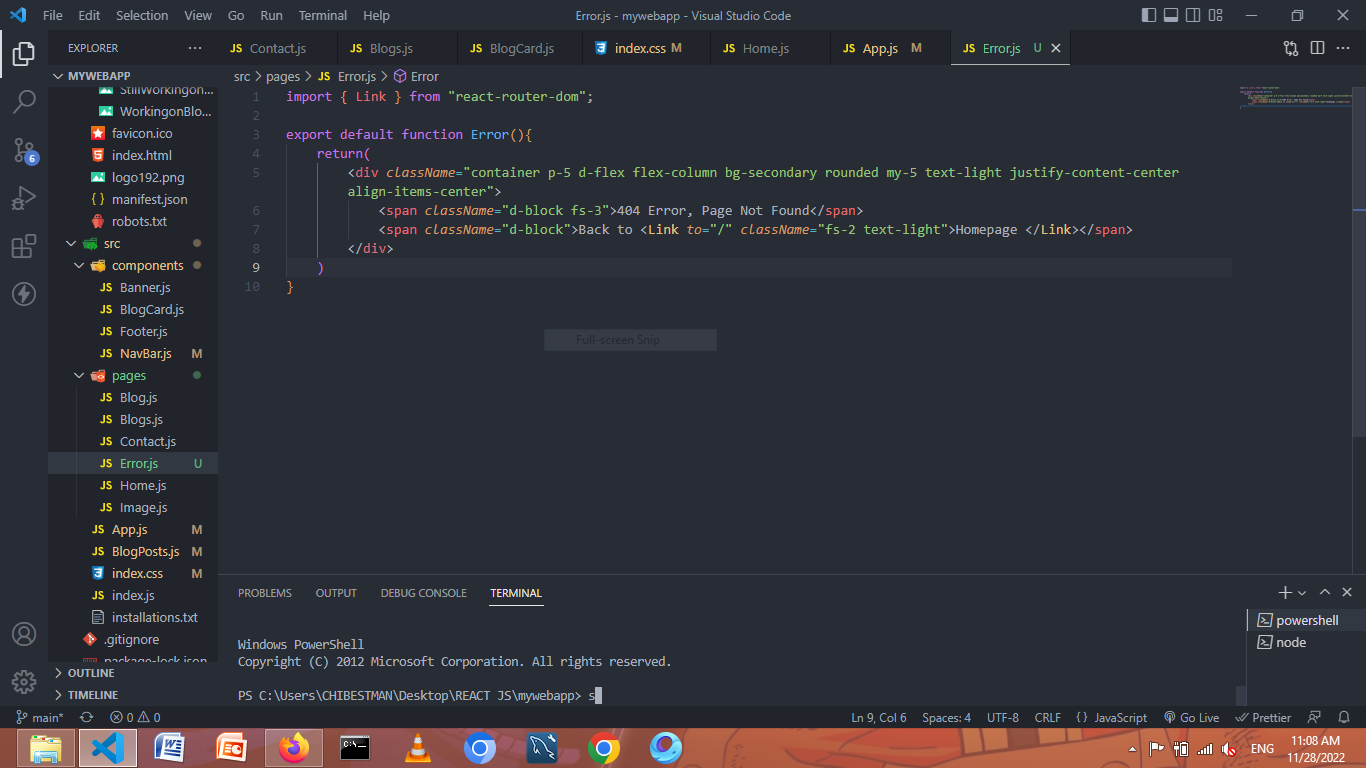 File Edit Selection View Go Run Terminal Help Error.js - mywebapp - Visual Studio Code
EXPLORER
Contact.js Blogs.js BlogCard.js index.css M Home.js App.js M Error.js U
MYWEBAPP
StillWorkingon...
WorkingonBlo...
favicon.ico
index.html
logo192.png
manifest.json
robots.txt
src
components
Banner.js
BlogCard.js
Footer.js
NavBar.js M
pages
Blog.js
Blogs.js
Contact.js
Error.js U
Home.js
Image.js
App.js M
BlogPosts.js M
index.css M
index.js
installations.txt
.gitignore
package-lock.json
OUTLINE
TIMELINE
src > pages > JS Error.js > Error
1 import { Link } from "react-router-dom";
2
3 export default function Error(){
4 return(
5 <div className="container p-5 d-flex flex-column bg-secondary rounded my-5 text-light justify-content-center
align-items-center">
6 <span className="d-block fs-3">404 Error, Page Not Found</span>
7 <span className="d-block">Back to <Link to="/" className="fs-2 text-light">Homepage </Link></span>
8 </div>
9 )
10 }
Full-screen Snip
PROBLEMS OUTPUT DEBUG CONSOLE TERMINAL
Windows PowerShell
Copyright (C) 2012 Microsoft Corporation. All rights reserved.
PS C:\Users\CHIBESTMAN\Desktop\REACT JS\mywebapp> s
powershell
node
6
main* 0 0 Ln 9, Col 6 Spaces: 4 UTF-8 CRLF {} JavaScript Go Live Prettier
ENG 11:08 AM
11/28/2022